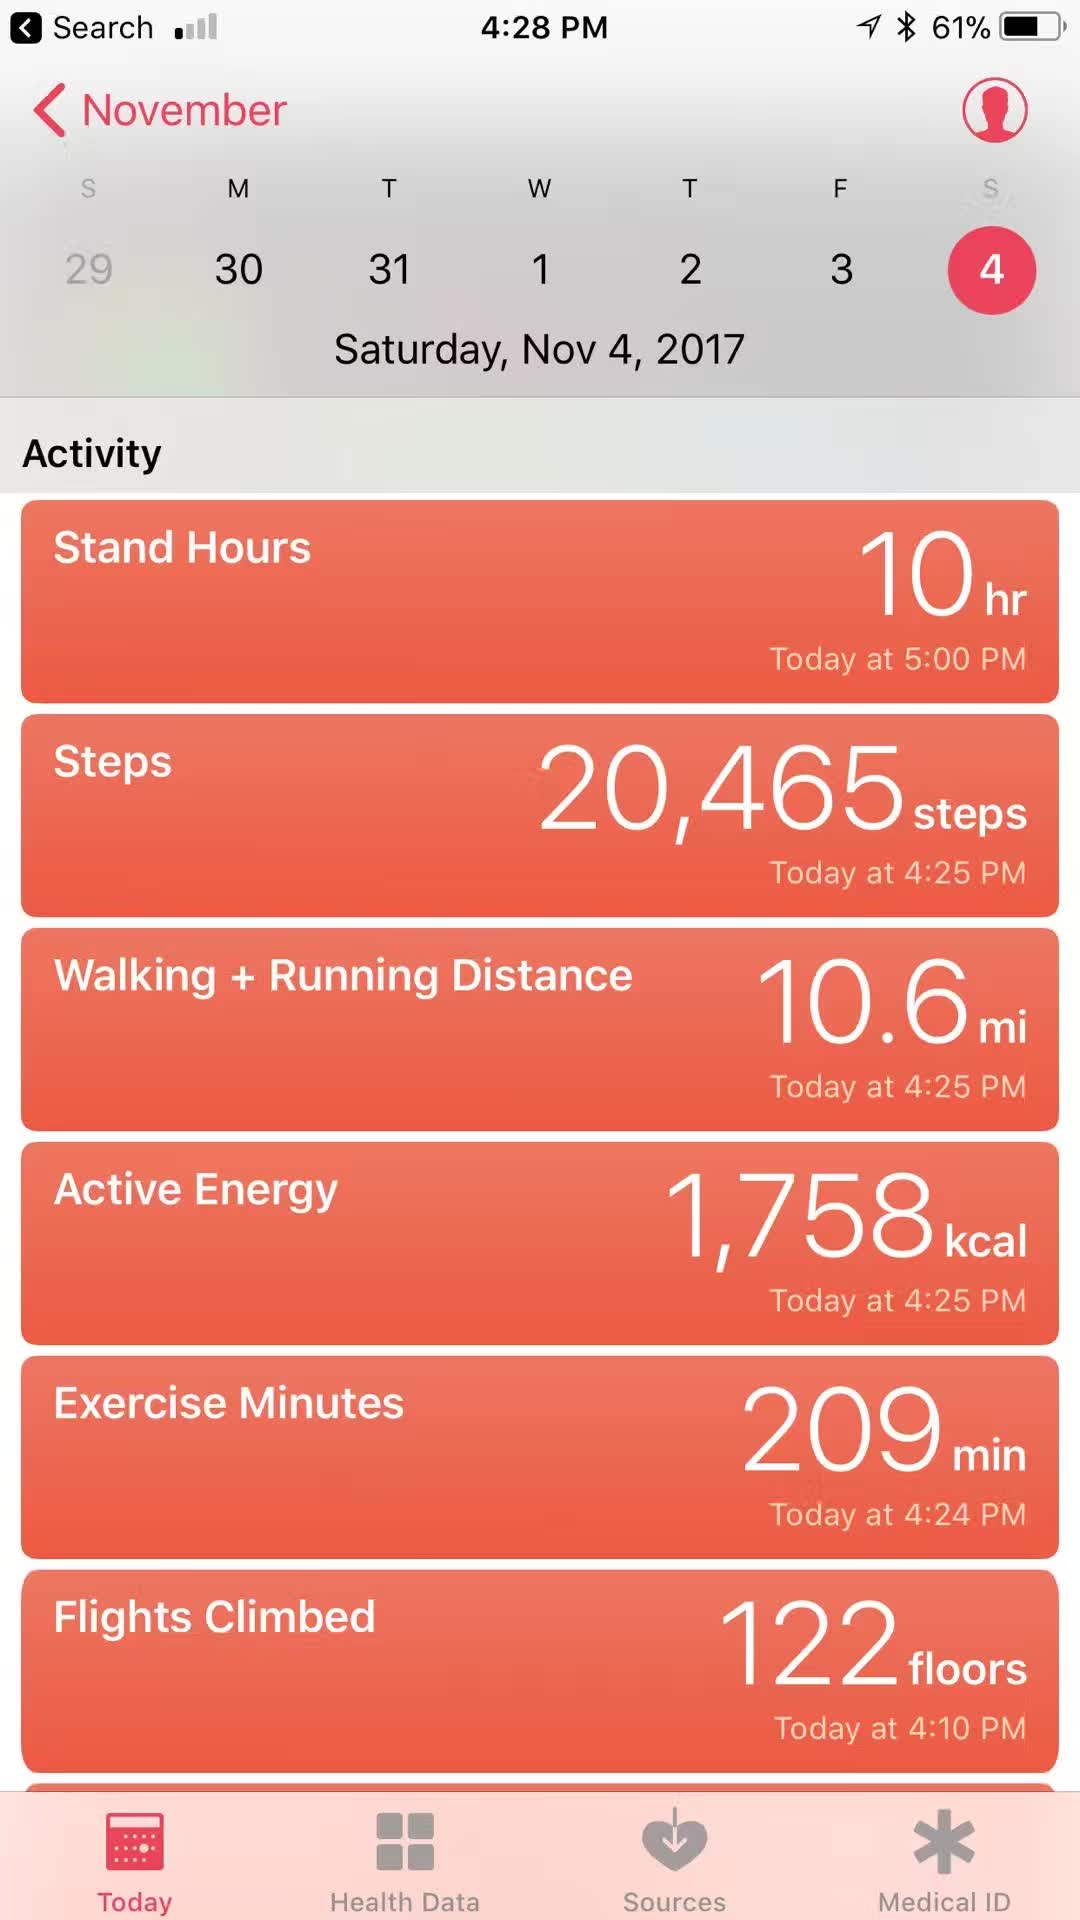 Search 4:28 PM 61%
November
S M T W T F S
29 30 31 1 2 3 4
Saturday, Nov 4, 2017
Activity
Stand Hours 10 hr
Today at 5:00 PM
Steps 20,465 steps
Today at 4:25 PM
Walking + Running Distance 10.6 mi
Today at 4:25 PM
Active Energy 1,758 kcal
Today at 4:25 PM
Exercise Minutes 209 min
Today at 4:24 PM
Flights Climbed 122 floors
Today at 4:10 PM
Today Health Data Sources Medical ID